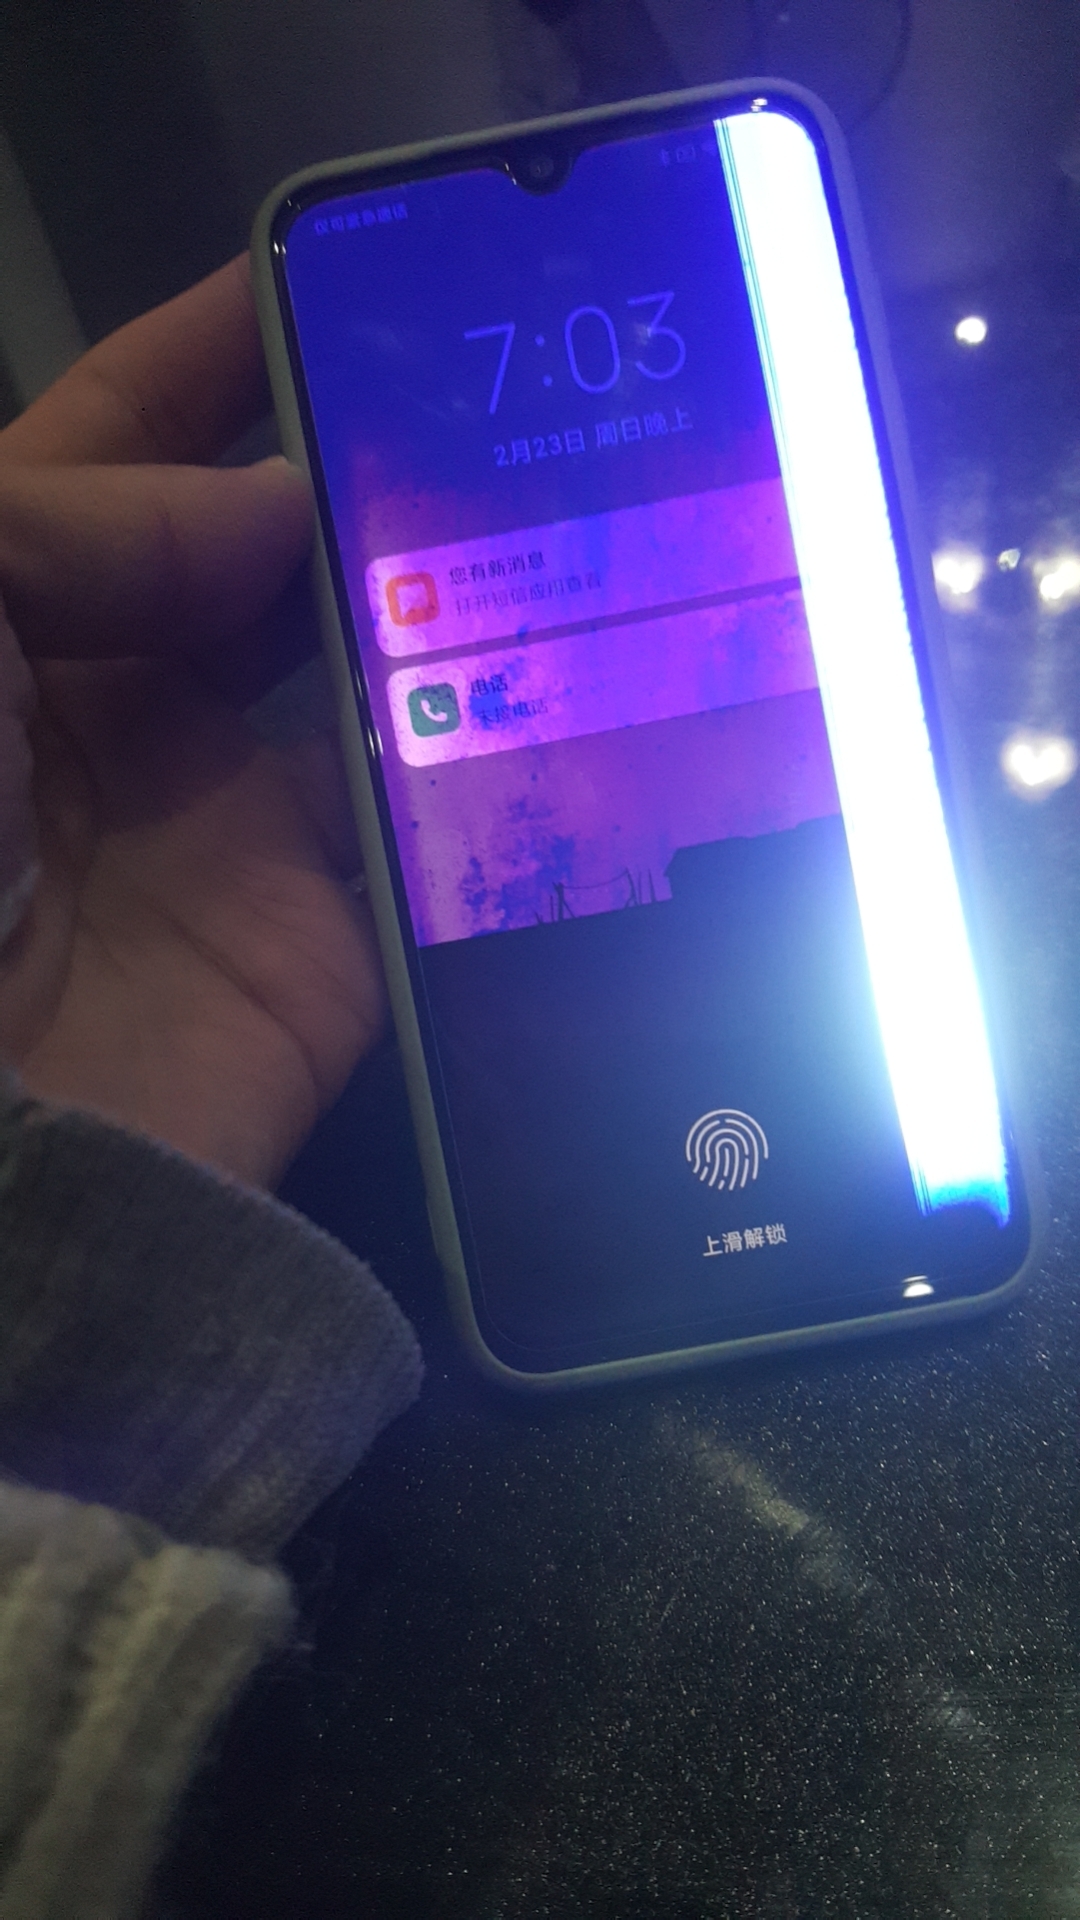 仅可紧急通话
7:03
2月23日 周日晚上
您有新消息
打开短信应用查看
电话
未接电话
上滑解锁